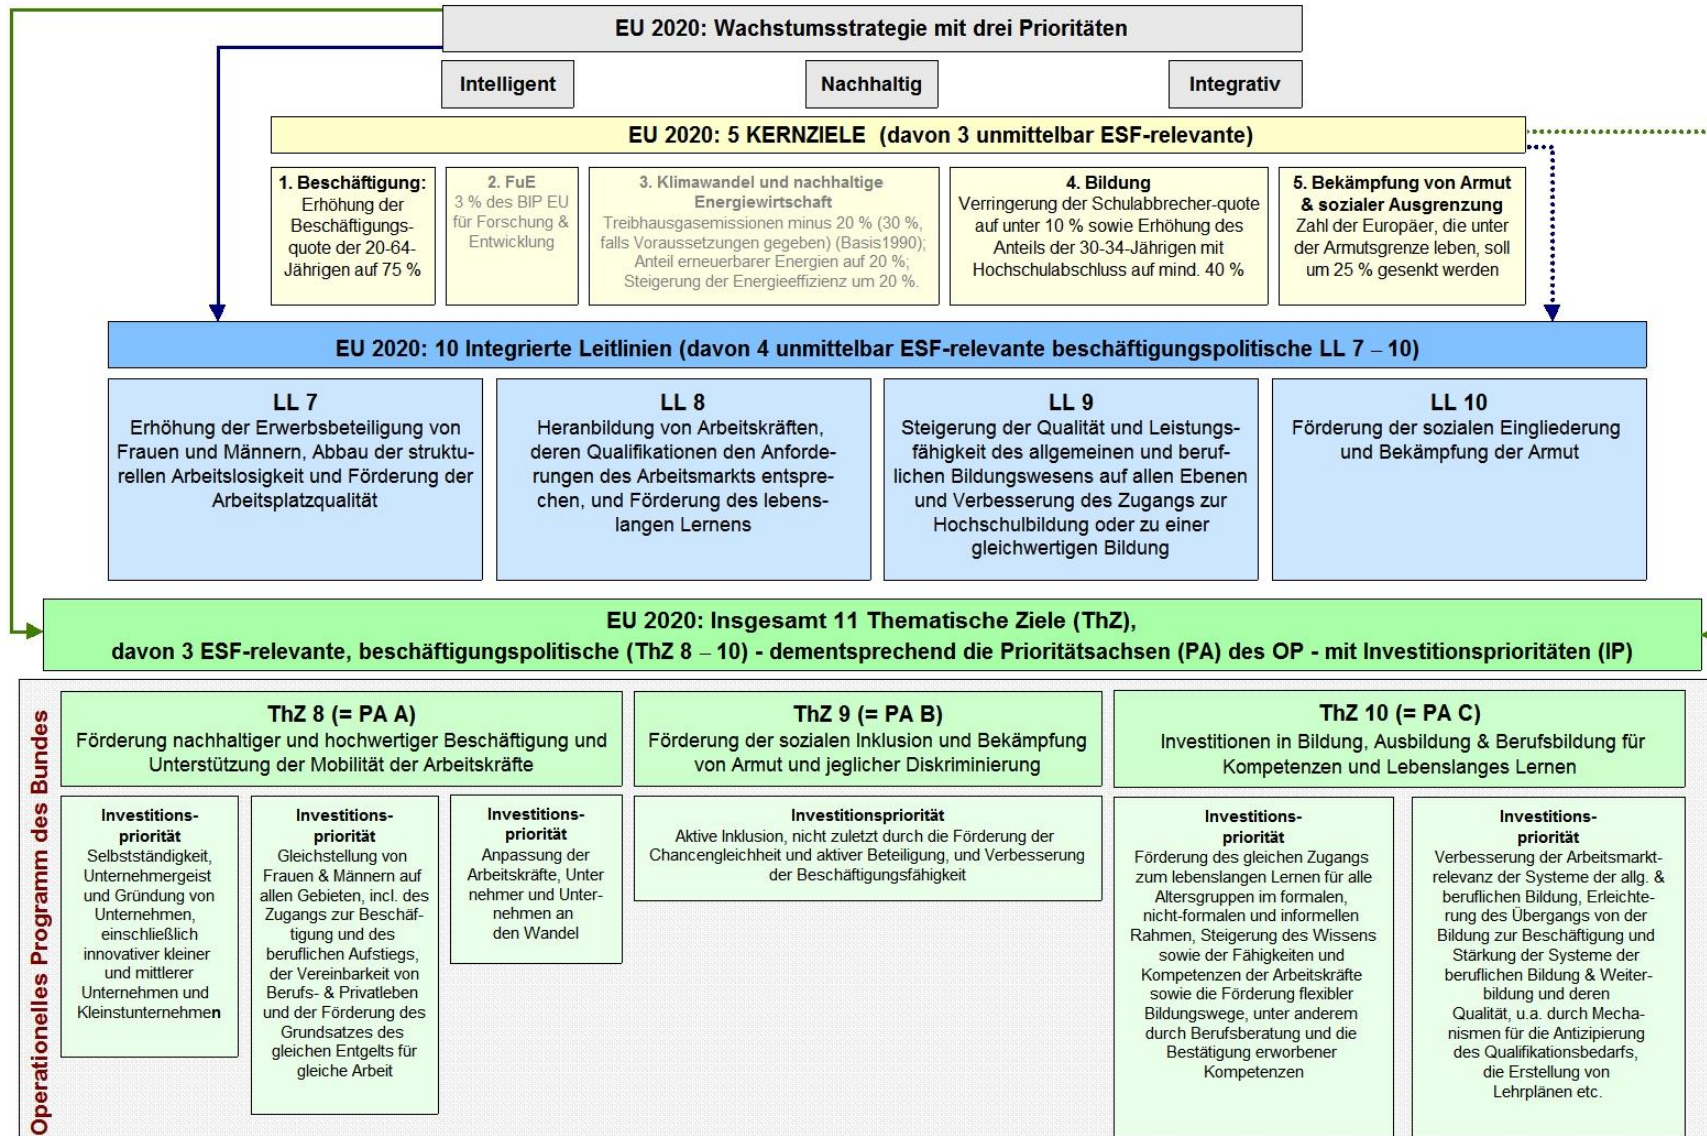 EU 2020: Wachstumsstrategie mit drei Prioritäten
Intelligent
Nachhaltig
Integrativ
EU 2020: 5 KERNZIELE (davon 3 unmittelbar ESF-relevante)
1. Beschäftigung:
Erhöhung der
Beschäftigungs-
quote der 20-64-
Jährigen auf 75 %
2. FuE
3 % des BIP EU
für Forschung &
Entwicklung
3. Klimawandel und nachhaltige
Energiewirtschaft
Treibhausgasemissionen minus 20 % (30 %,
falls Voraussetzungen gegeben) (Basis1990);
Anteil erneuerbarer Energien auf 20 %;
Steigerung der Energieeffizienz um 20 %.
4. Bildung
Verringerung der Schulabbrecher-quote
auf unter 10 % sowie Erhöhung des
Anteils der 30-34-Jährigen mit
Hochschulabschluss auf mind. 40 %
5. Bekämpfung von Armut
& sozialer Ausgrenzung
Zahl der Europäer, die unter
der Armutsgrenze leben, soll
um 25 % gesenkt werden
EU 2020: 10 Integrierte Leitlinien (davon 4 unmittelbar ESF-relevante beschäftigungspolitische LL 7 – 10)
LL 7
Erhöhung der Erwerbsbeteiligung von
Frauen und Männern, Abbau der struktu-
rellen Arbeitslosigkeit und Förderung der
Arbeitsplatzqualität
LL 8
Heranbildung von Arbeitskräften,
deren Qualifikationen den Anforde-
rungen des Arbeitsmarkts entspre-
chen, und Förderung des lebens-
langen Lernens
LL 9
Steigerung der Qualität und Leistungs-
fähigkeit des allgemeinen und beruf-
lichen Bildungswesens auf allen Ebenen
und Verbesserung des Zugangs zur
Hochschulbildung oder zu einer
gleichwertigen Bildung
LL 10
Förderung der sozialen Eingliederung
und Bekämpfung der Armut
EU 2020: Insgesamt 11 Thematische Ziele (ThZ),
davon 3 ESF-relevante, beschäftigungspolitische (ThZ 8 – 10) - dementsprechend die Prioritätsachsen (PA) des OP - mit Investitionsprioritäten (IP)
Operationelles Programm des Bundes
ThZ 8 (= PA A)
Förderung nachhaltiger und hochwertiger Beschäftigung und
Unterstützung der Mobilität der Arbeitskräfte
ThZ 9 (= PA B)
Förderung der sozialen Inklusion und Bekämpfung
von Armut und jeglicher Diskriminierung
ThZ 10 (= PA C)
Investitionen in Bildung, Ausbildung & Berufsbildung für
Kompetenzen und Lebenslanges Lernen
Investitions-
priorität
Selbstständigkeit,
Unternehmergeist
und Gründung von
Unternehmen,
einschließlich
innovativer kleiner
und mittlerer
Unternehmen und
Kleinstunternehmen
Investitions-
priorität
Gleichstellung von
Frauen & Männern auf
allen Gebieten, incl. des
Zugangs zur Beschäf-
tigung und des
beruflichen Aufstiegs,
der Vereinbarkeit von
Berufs- & Privatleben
und der Förderung des
Grundsatzes des
gleichen Entgelts für
gleiche Arbeit
Investitions-
priorität
Anpassung der
Arbeitskräfte, Unter
nehmer und Unter-
nehmen an
den Wandel
Investitionspriorität
Aktive Inklusion, nicht zuletzt durch die Förderung der
Chancengleichheit und aktiver Beteiligung, und Verbesserung
der Beschäftigungsfähigkeit
Investitions-
priorität
Förderung des gleichen Zugangs
zum lebenslangen Lernen für alle
Altersgruppen im formalen,
nicht-formalen und informellen
Rahmen, Steigerung des Wissens
sowie der Fähigkeiten und
Kompetenzen der Arbeitskräfte
sowie die Förderung flexibler
Bildungswege, unter anderem
durch Berufsberatung und die
Bestätigung erworbener
Kompetenzen
Investitions-
priorität
Verbesserung der Arbeitsmarkt-
relevanz der Systeme der allg. &
beruflichen Bildung, Erleichte-
rung des Übergangs von der
Bildung zur Beschäftigung und
Stärkung der Systeme der
beruflichen Bildung & Weiter-
bildung und deren
Qualität, u.a. durch Mecha-
nismen für die Antizipierung
des Qualifikationsbedarfs,
die Erstellung von
Lehrplänen etc.